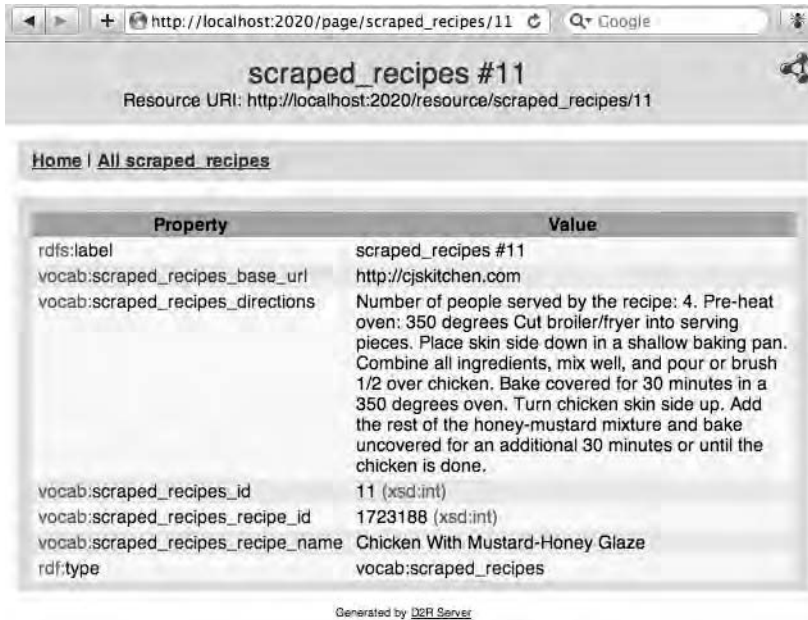 http://localhost:2020/page/scraped_recipes/11
Google
scraped_recipes #11
Resource URI: http://localhost:2020/resource/scraped_recipes/11
Home | All scraped_recipes
Property Value
rdfs:label scraped_recipes #11
vocab:scraped_recipes_base_url http://cjskitchen.com
vocab:scraped_recipes_directions Number of people served by the recipe: 4. Pre-heat
oven: 350 degrees Cut broiler/fryer into serving
pieces. Place skin side down in a shallow baking pan.
Combine all ingredients, mix well, and pour or brush
1/2 over chicken. Bake covered for 30 minutes in a
350 degrees oven. Turn chicken skin side up. Add
the rest of the honey-mustard mixture and bake
uncovered for an additional 30 minutes or until the
chicken is done.
vocab:scraped_recipes_id 11 (xsd:int)
vocab:scraped_recipes_recipe_id 1723188 (xsd:int)
vocab:scraped_recipes_recipe_name Chicken With Mustard-Honey Glaze
rdf:type vocab:scraped_recipes
Generated by D2R Server